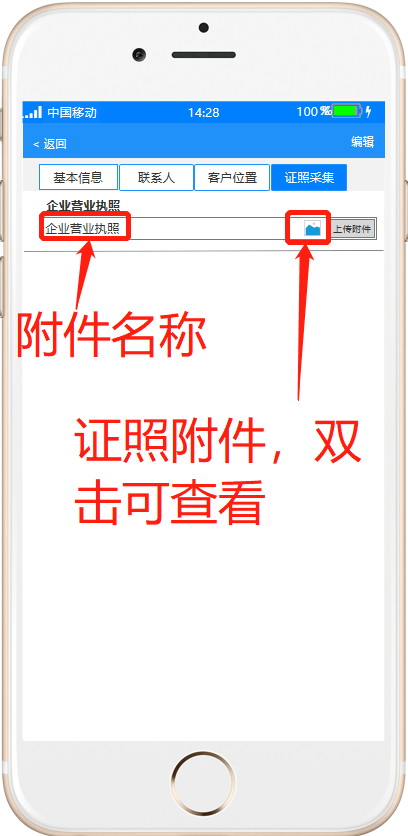 中国移动 14:28 100%
< 返回 编辑
基本信息 联系人 客户位置 证照采集
企业营业执照
企业营业执照 上传附件
附件名称
证照附件，双
击可查看